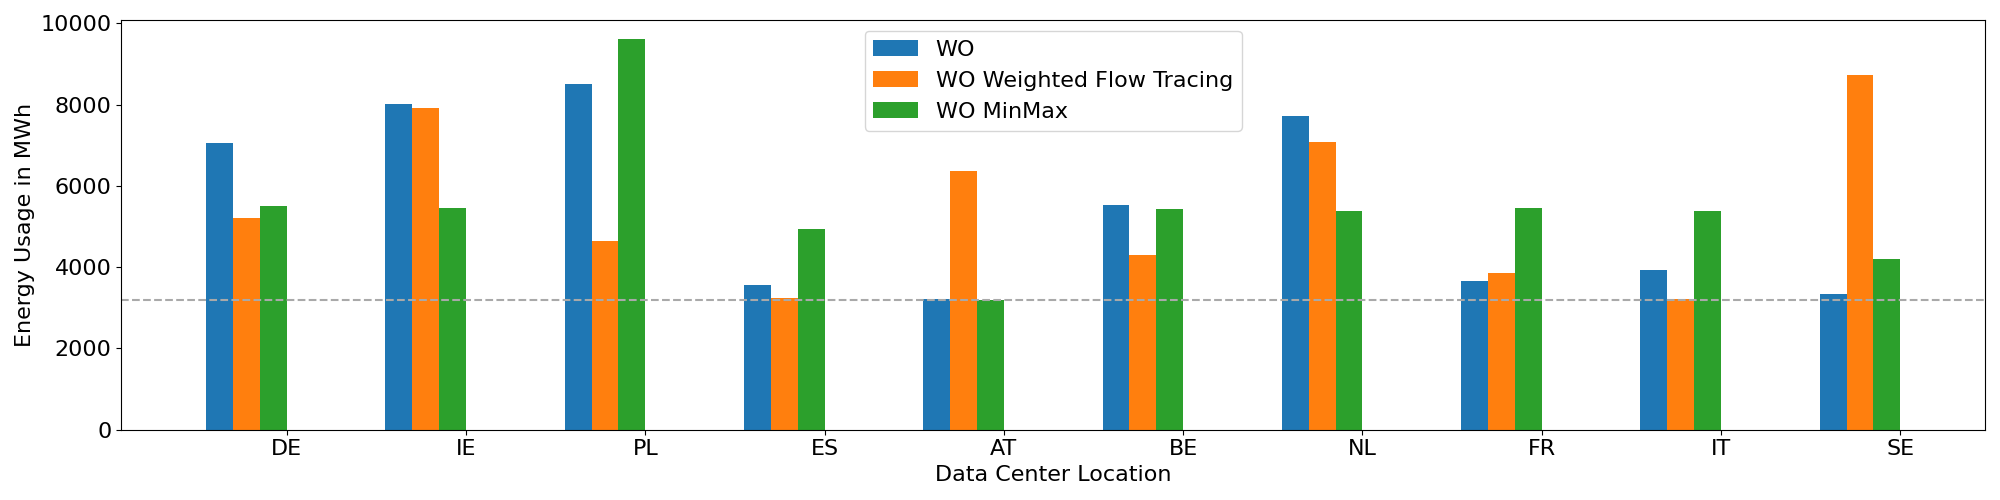 10000
8000
6000
4000
2000
0
Energy Usage in MWh
WO
WO Weighted Flow Tracing
WO MinMax
DE IE PL ES AT BE NL FR IT SE
Data Center Location